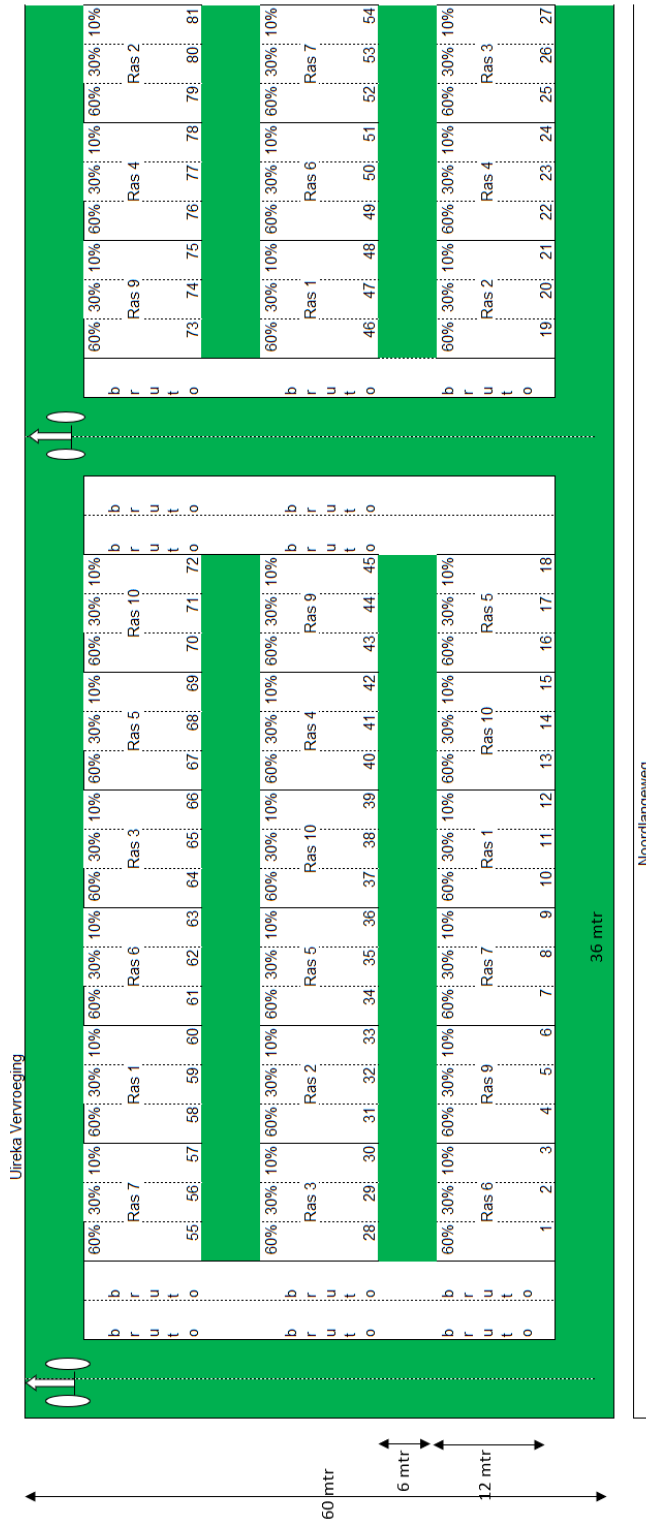 Uireka Vervroeging
60% 30% 10% 60% 30% 10% 60% 30% 10% 60% 30% 10% 60% 30% 10% 60% 30% 10% 60% 30% 10% 60% 30% 10% 60% 30% 10%
b b b b b
r r Ras 7 Ras 1 Ras 6 Ras 3 Ras 5 Ras 10 r r r Ras 9 Ras 4 Ras 2
u u u u u
t t t t t
o o 55 56 57 58 59 60 61 62 63 64 65 66 67 68 69 70 71 72 o o o 73 74 75 76 77 78 79 80 81
60% 30% 10% 60% 30% 10% 60% 30% 10% 60% 30% 10% 60% 30% 10% 60% 30% 10% 60% 30% 10% 60% 30% 10% 60% 30% 10%
b b b b b
r r Ras 3 Ras 2 Ras 5 Ras 10 Ras 4 Ras 9 r r r Ras 1 Ras 6 Ras 7
u u u u u
t t t t t
o o 28 29 30 31 32 33 34 35 36 37 38 39 40 41 42 43 44 45 o o o 46 47 48 49 50 51 52 53 54
60% 30% 10% 60% 30% 10% 60% 30% 10% 60% 30% 10% 60% 30% 10% 60% 30% 10% 60% 30% 10% 60% 30% 10% 60% 30% 10%
b b b
r r Ras 6 Ras 9 Ras 7 Ras 1 Ras 10 Ras 5 r Ras 2 Ras 4 Ras 3
u u u
t t t
o o 1 2 3 4 5 6 7 8 9 10 11 12 13 14 15 16 17 18 o 19 20 21 22 23 24 25 26 27
60 mtr
6 mtr
12 mtr
36 mtr
Noordlangeweg